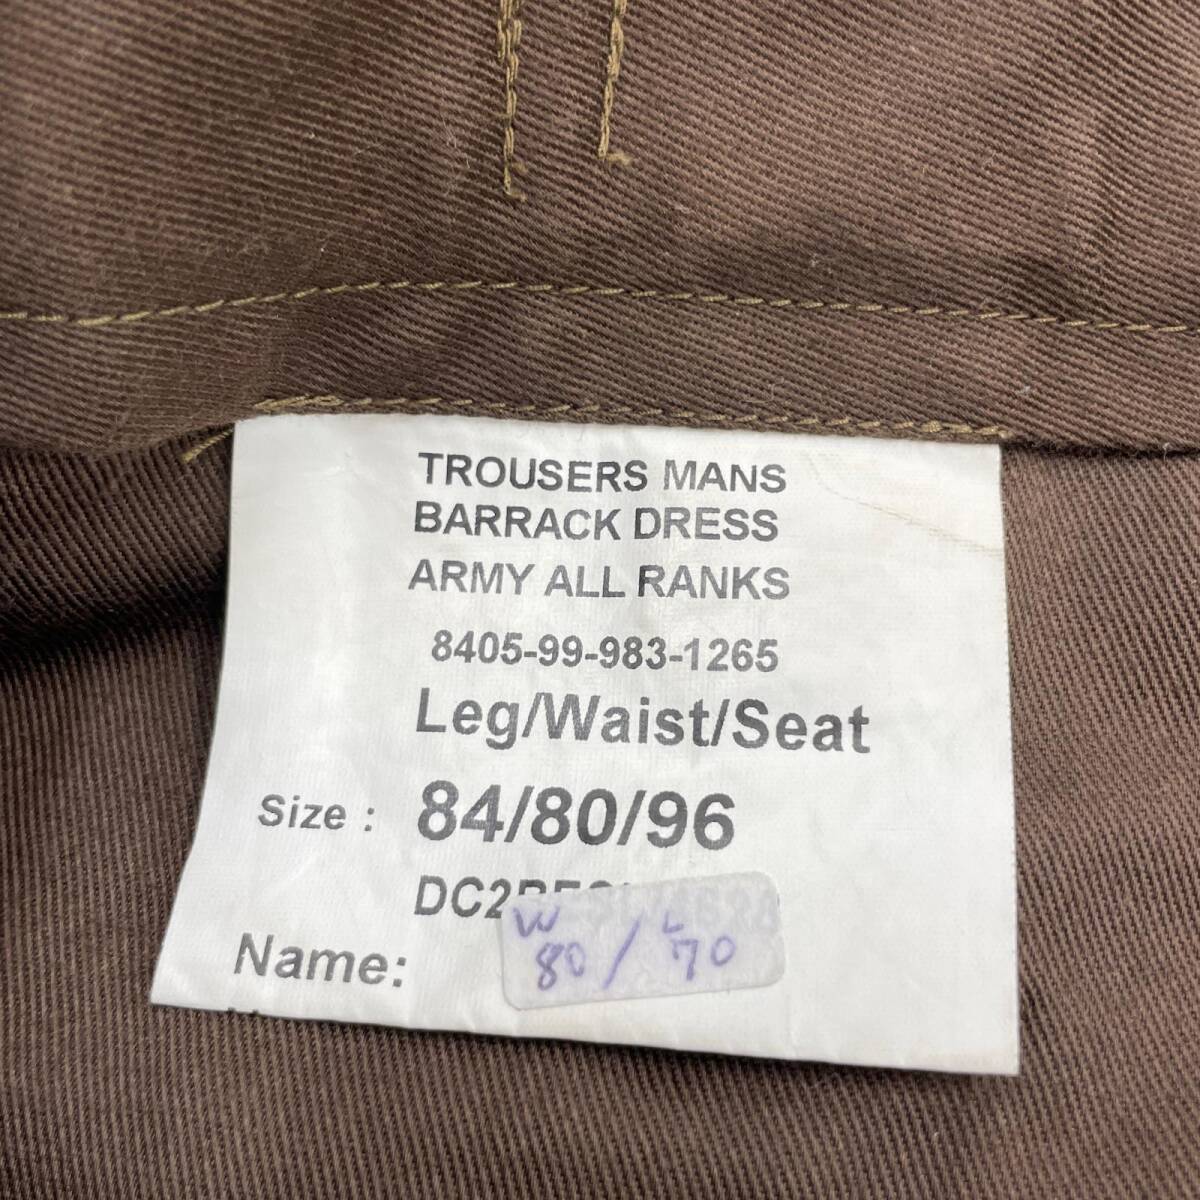 TROUSERS MANS
BARRACK DRESS
ARMY ALL RANKS
8405-99-983-1265
Leg/Waist/Seat
Size : 84/80/96
W L
80 / 70
Name: